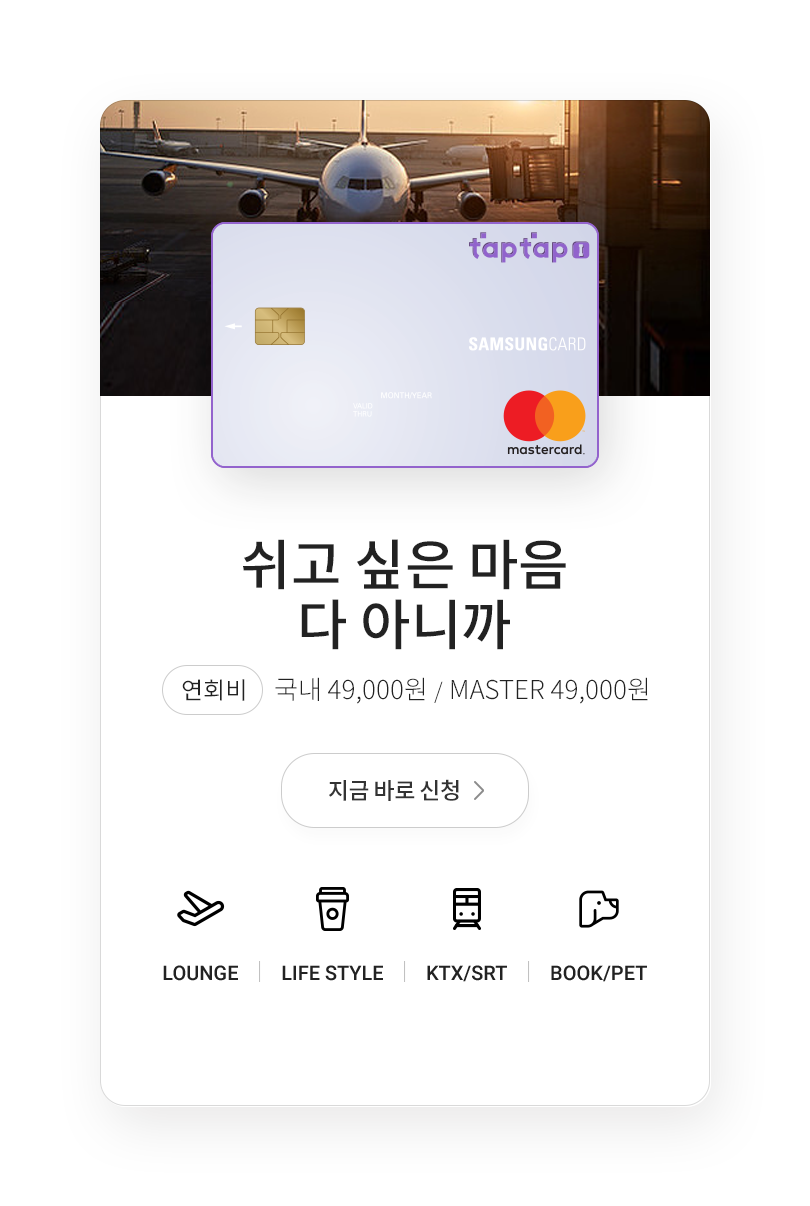 taptap I
SAMSUNGCARD
MONTH/YEAR
VALID
THRU
mastercard.
쉬고 싶은 마음
다 아니까
연회비 국내 49,000원 / MASTER 49,000원
지금 바로 신청
LOUNGE LIFE STYLE KTX/SRT BOOK/PET